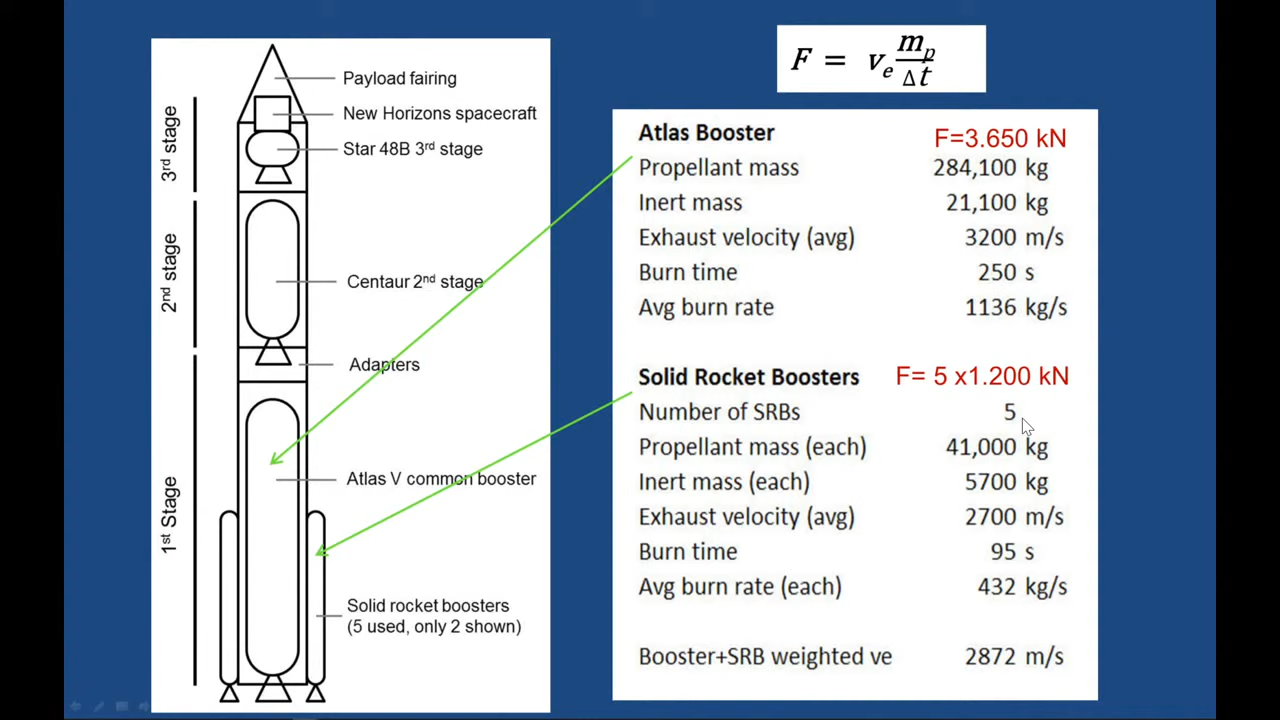 F = vₑ mₚ/Δt
3rd stage
2nd stage
1st Stage
Payload fairing
New Horizons spacecraft
Star 48B 3rd stage
Centaur 2nd stage
Adapters
Atlas V common booster
Solid rocket boosters
(5 used, only 2 shown)
Atlas Booster F=3.650 kN
Propellant mass 284,100 kg
Inert mass 21,100 kg
Exhaust velocity (avg) 3200 m/s
Burn time 250 s
Avg burn rate 1136 kg/s
Solid Rocket Boosters F= 5 x1.200 kN
Number of SRBs 5
Propellant mass (each) 41,000 kg
Inert mass (each) 5700 kg
Exhaust velocity (avg) 2700 m/s
Burn time 95 s
Avg burn rate (each) 432 kg/s
Booster+SRB weighted ve 2872 m/s